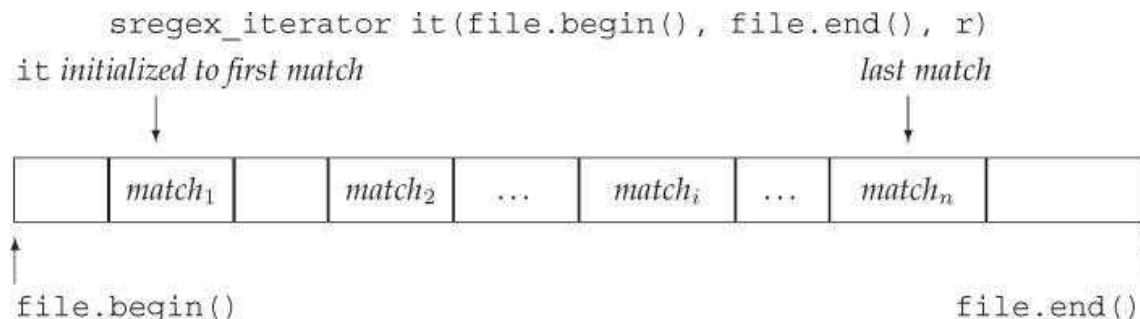 sregex_iterator it(file.begin(), file.end(), r)
it initialized to first match last match
match₁ match₂ ... matchᵢ ... matchₙ
file.begin() file.end()